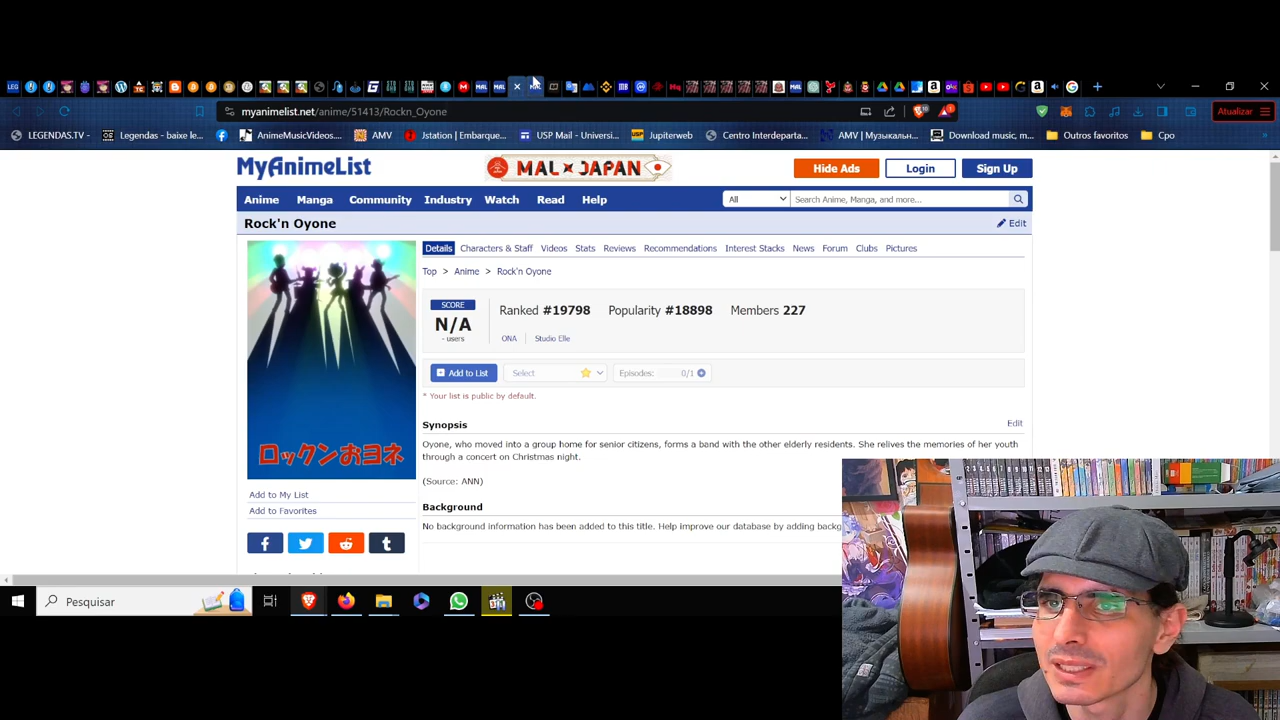 myanimelist.net/anime/51413/Rockn_Oyone
Atualizar
LEGENDAS.TV -
Legendas - baixe le...
AnimeMusicVideos....
AMV
Jstation | Embarque...
USP Mail - Universi...
Jupiterweb
Centro Interdeparta...
AMV | Музыкальн...
Download music, m...
Outros favoritos
Cpo
MyAnimeList
MAL×JAPAN
Hide Ads
Login
Sign Up
Anime
Manga
Community
Industry
Watch
Read
Help
All
Search Anime, Manga, and more...
Rock'n Oyone
Edit
Details
Characters & Staff
Videos
Stats
Reviews
Recommendations
Interest Stacks
News
Forum
Clubs
Pictures
Top > Anime > Rock'n Oyone
SCORE
N/A
- users
Ranked #19798
Popularity #18898
Members 227
ONA
Studio Elle
Add to List
Select
Episodes: 0/1
* Your list is public by default.
Synopsis
Edit
Oyone, who moved into a group home for senior citizens, forms a band with the other elderly residents. She relives the memories of her youth
through a concert on Christmas night.
(Source: ANN)
Background
No background information has been added to this title. Help improve our database by adding backg
ロックンおヨネ
Add to My List
Add to Favorites
Pesquisar